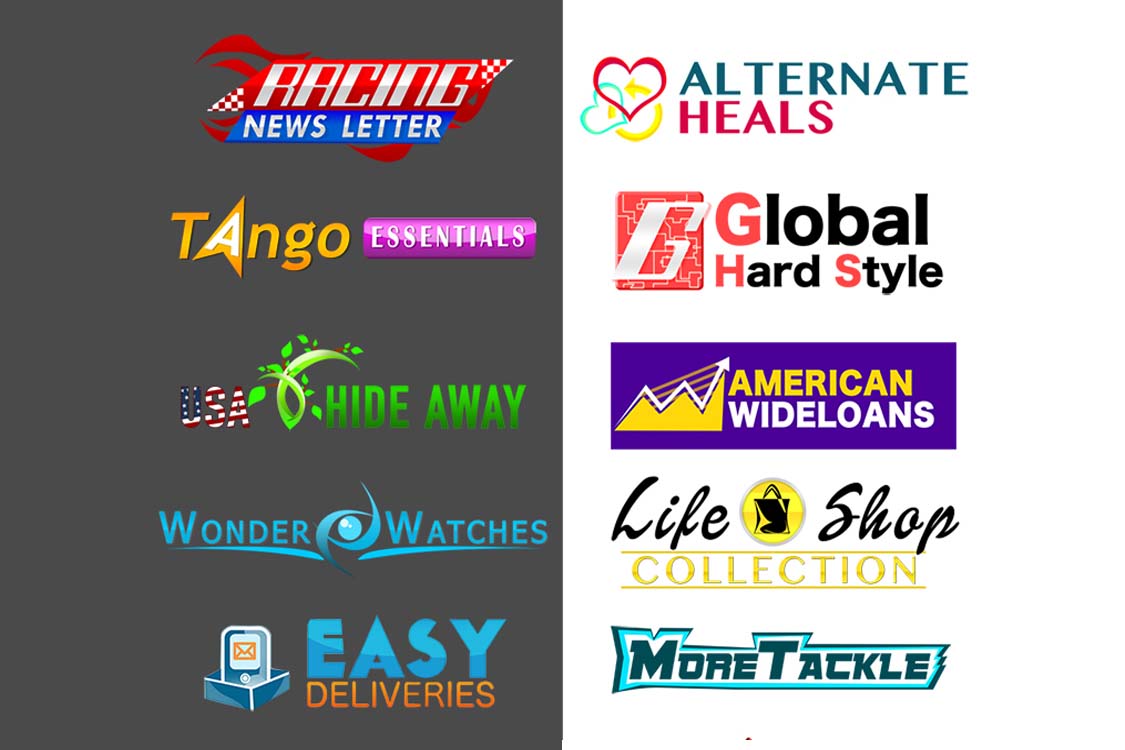 RACING
NEWS LETTER
TAngo ESSENTIALS
USA HIDE AWAY
WONDER WATCHES
EASY
DELIVERIES
ALTERNATE
HEALS
G
Global
Hard Style
AMERICAN
WIDELOANS
Life Shop
COLLECTION
MORETACKLE